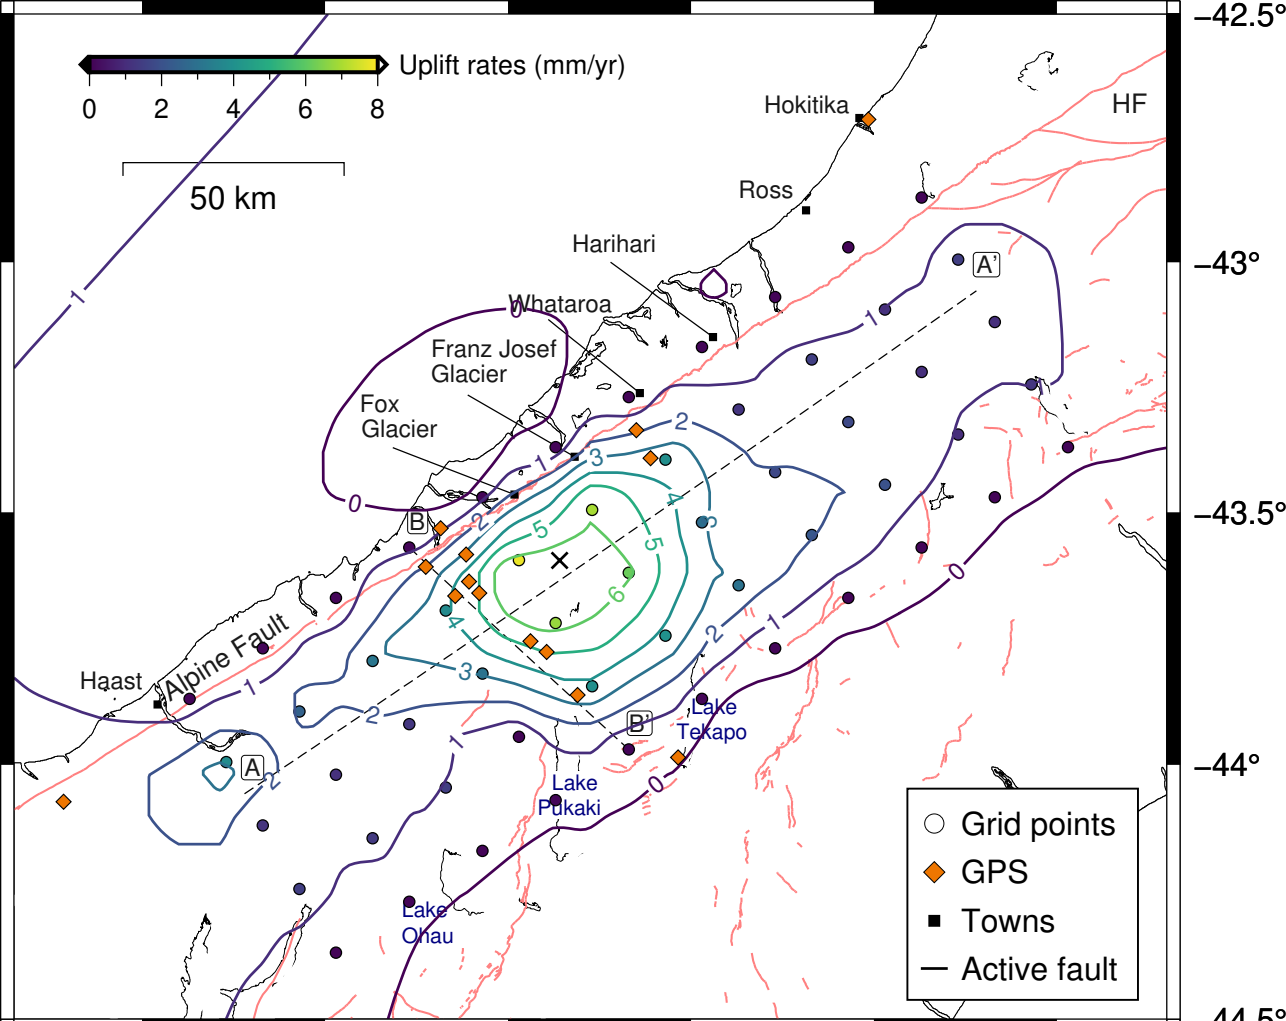 −42.5°
Uplift rates (mm/yr)
0 2 4 6 8
Hokitika
HF
50 km
Ross
Harihari
−43°
A'
1
Whataroa
0
1
Franz Josef
Glacier
Fox
Glacier
2
1
3
0
4
B
2
−43.5°
5
3
5
0
6
4
1
2
Alpine Fault
3
Haast
1
Lake
Tekapo
2
B'
1
−44°
A
2
0
Lake
Pukaki
Grid points
GPS
Lake
Ohau
Towns
Active fault
−44.5°